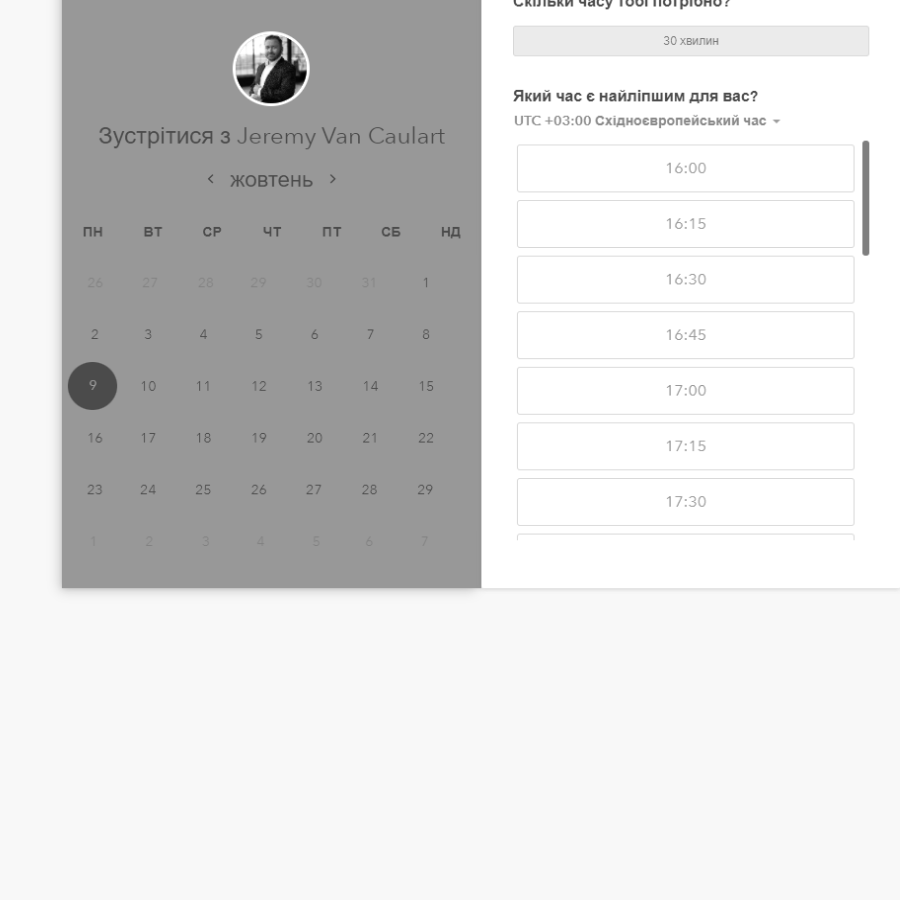 Зустрітися з Jeremy Van Caulart
жовтень
ПН ВТ СР ЧТ ПТ СБ НД
26 27 28 29 30 31 1
2 3 4 5 6 7 8
9 10 11 12 13 14 15
16 17 18 19 20 21 22
23 24 25 26 27 28 29
1 2 3 4 5 6 7
Скільки часу тобі потрібно?
30 хвилин
Який час є найліпшим для вас?
UTC +03:00 Східноєвропейський час
16:00
16:15
16:30
16:45
17:00
17:15
17:30